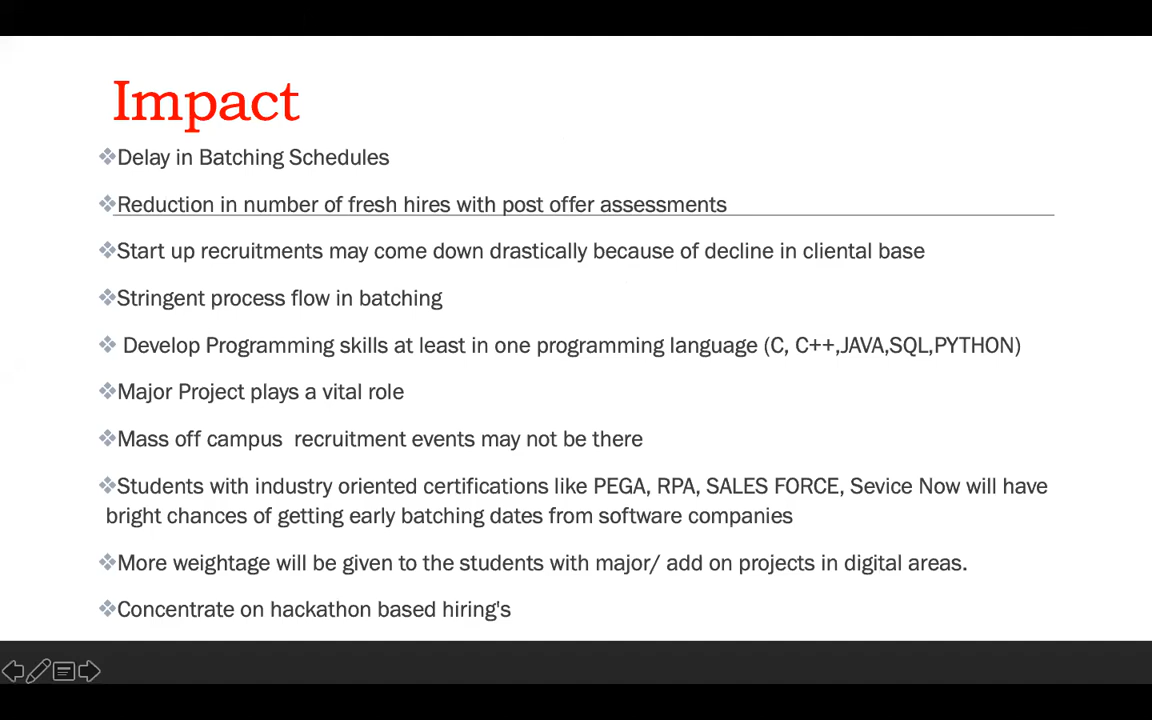 Impact
❖Delay in Batching Schedules
❖Reduction in number of fresh hires with post offer assessments
❖Start up recruitments may come down drastically because of decline in cliental base
❖Stringent process flow in batching
❖ Develop Programming skills at least in one programming language (C, C++,JAVA,SQL,PYTHON)
❖Major Project plays a vital role
❖Mass off campus  recruitment events may not be there
❖Students with industry oriented certifications like PEGA, RPA, SALES FORCE, Sevice Now will have
bright chances of getting early batching dates from software companies
❖More weightage will be given to the students with major/ add on projects in digital areas.
❖Concentrate on hackathon based hiring's